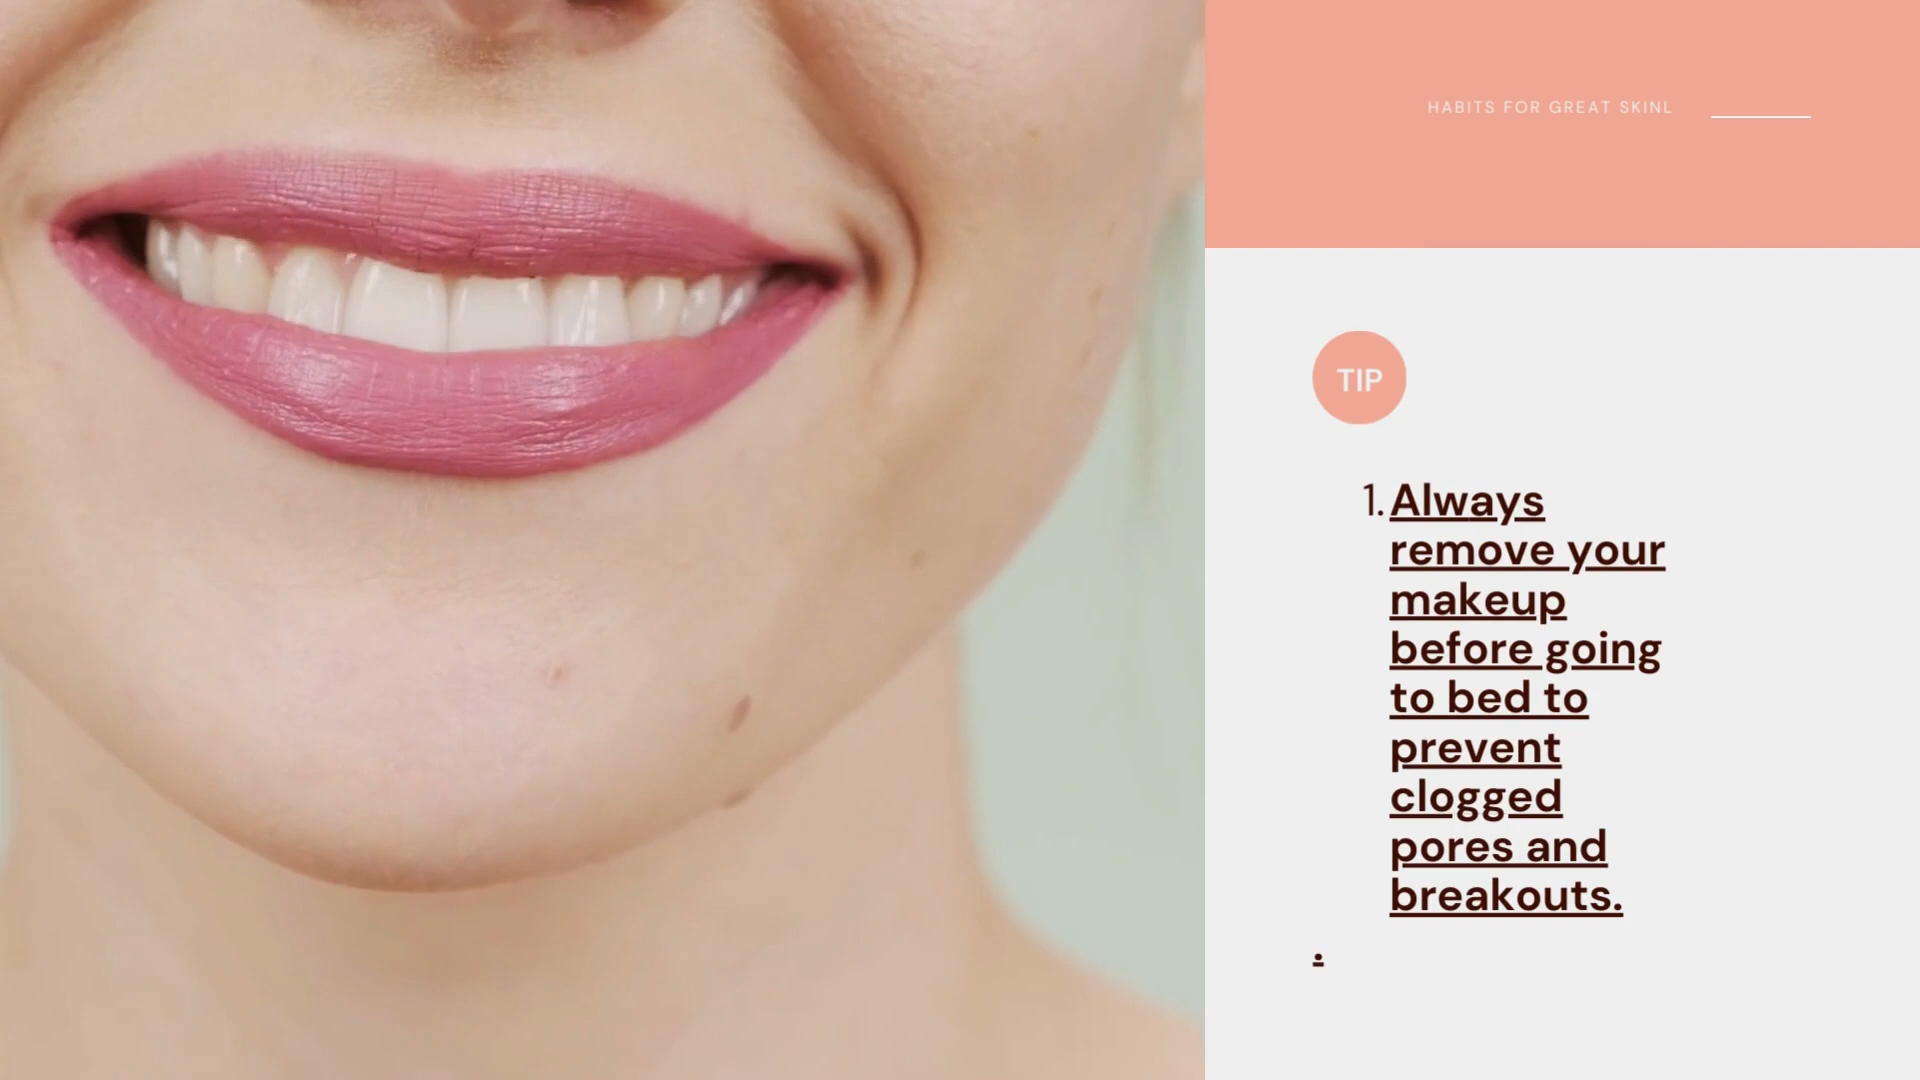 HABITS FOR GREAT SKINL
TIP
1. Always
remove your
makeup
before going
to bed to
prevent
clogged
pores and
breakouts.
.